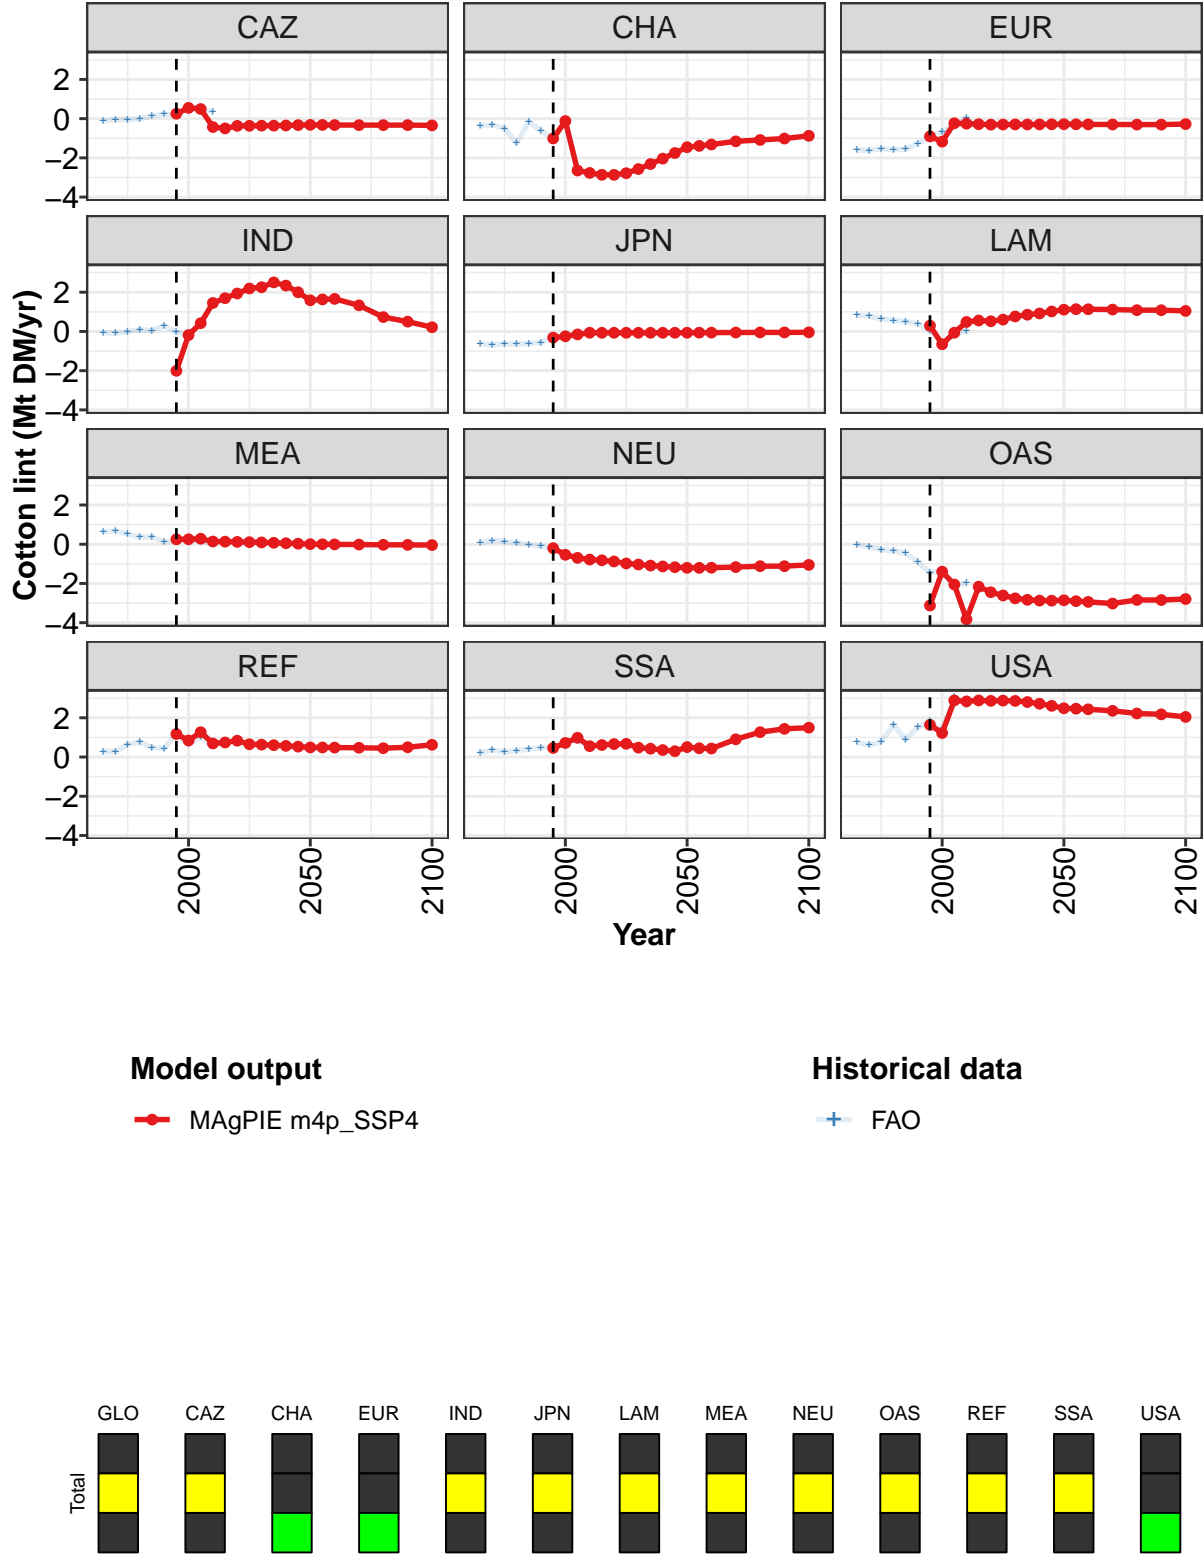 CAZ CHA EUR
2
0
−2
−4
IND JPN LAM
2
0
−2
−4
MEA NEU OAS
2
0
−2
−4
REF SSA USA
2
0
−2
−4
Cotton lint (Mt DM/yr)
2000 2050 2100 2000 2050 2100 2000 2050 2100
Year
Model output
MAgPIE m4p_SSP4
Historical data
FAO
GLO CAZ CHA EUR IND JPN LAM MEA NEU OAS REF SSA USA
Total